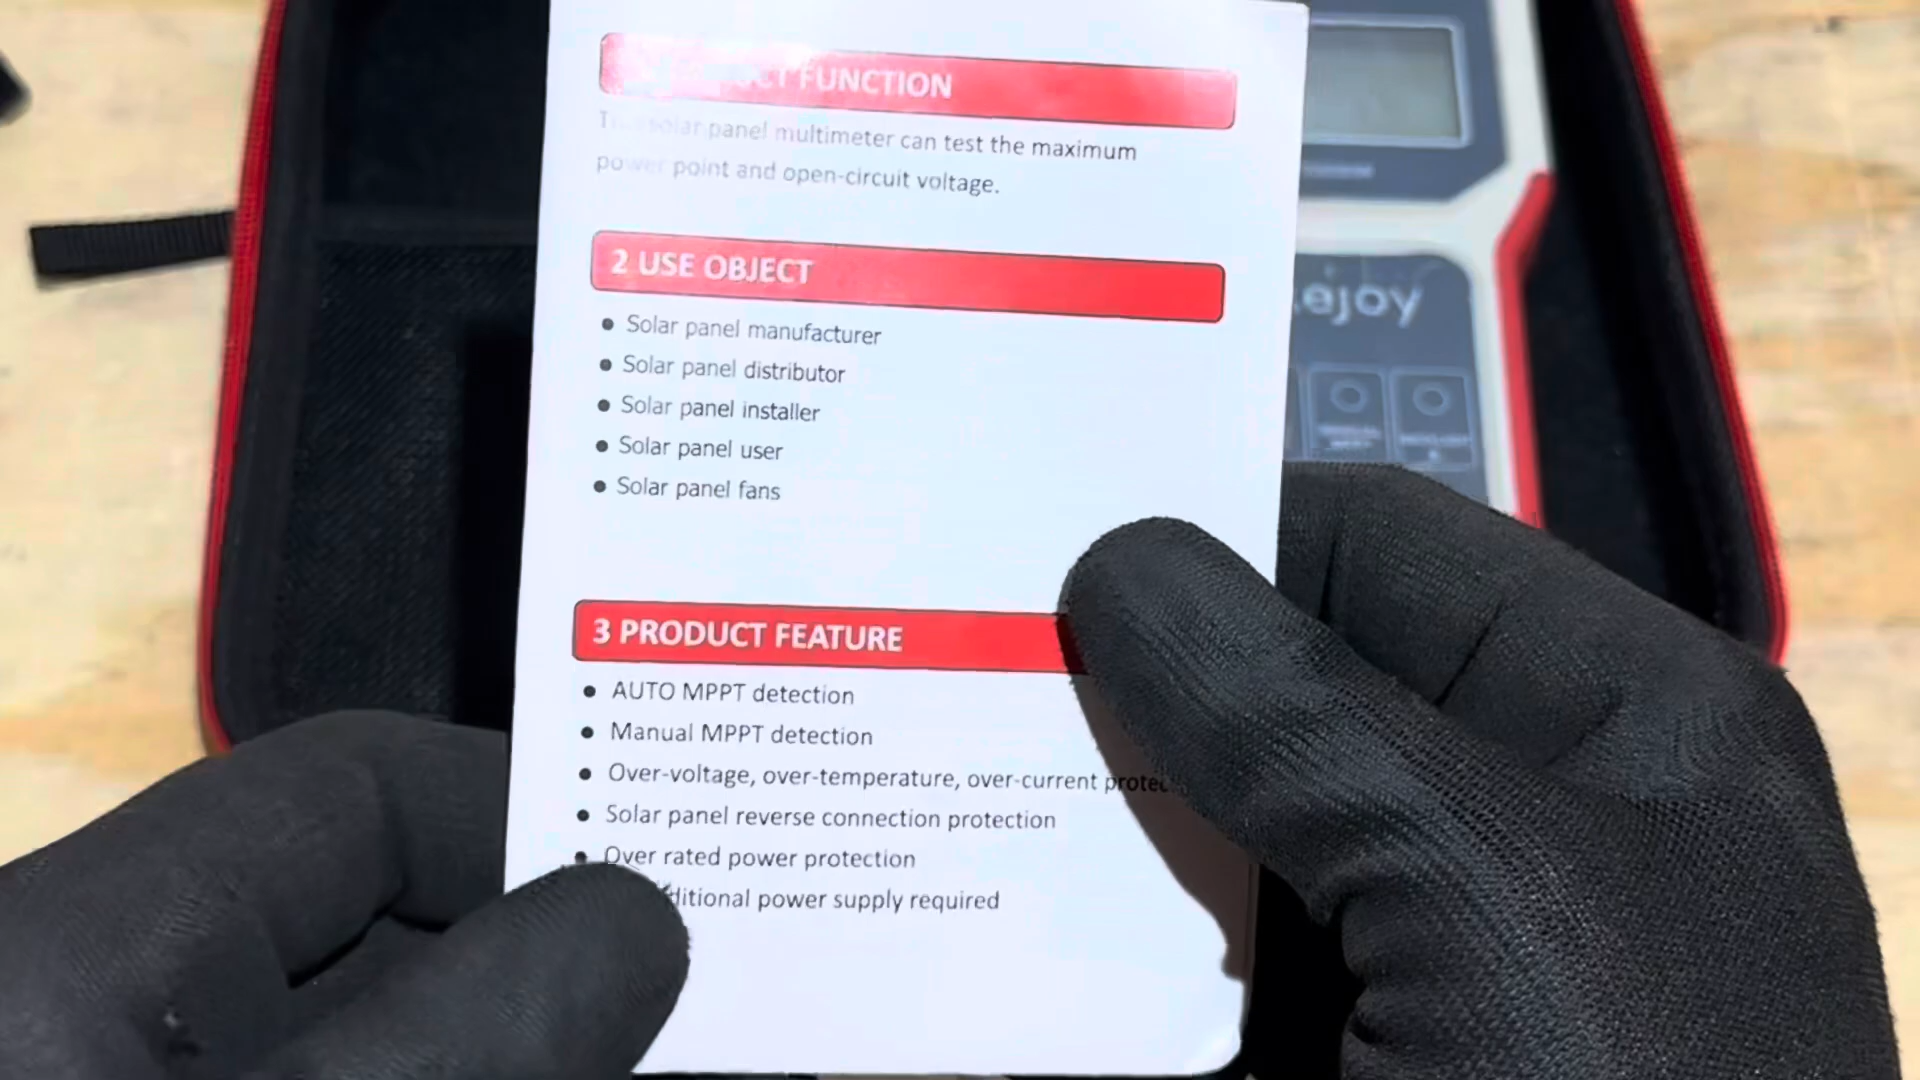 FUNCTION
solar panel multimeter can test the maximum
power point and open-circuit voltage.
2 USE OBJECT
● Solar panel manufacturer
● Solar panel distributor
● Solar panel installer
● Solar panel user
● Solar panel fans
3 PRODUCT FEATURE
● AUTO MPPT detection
● Manual MPPT detection
● Over-voltage, over-temperature, over-current
● Solar panel reverse connection protection
● Over rated power protection
power supply required